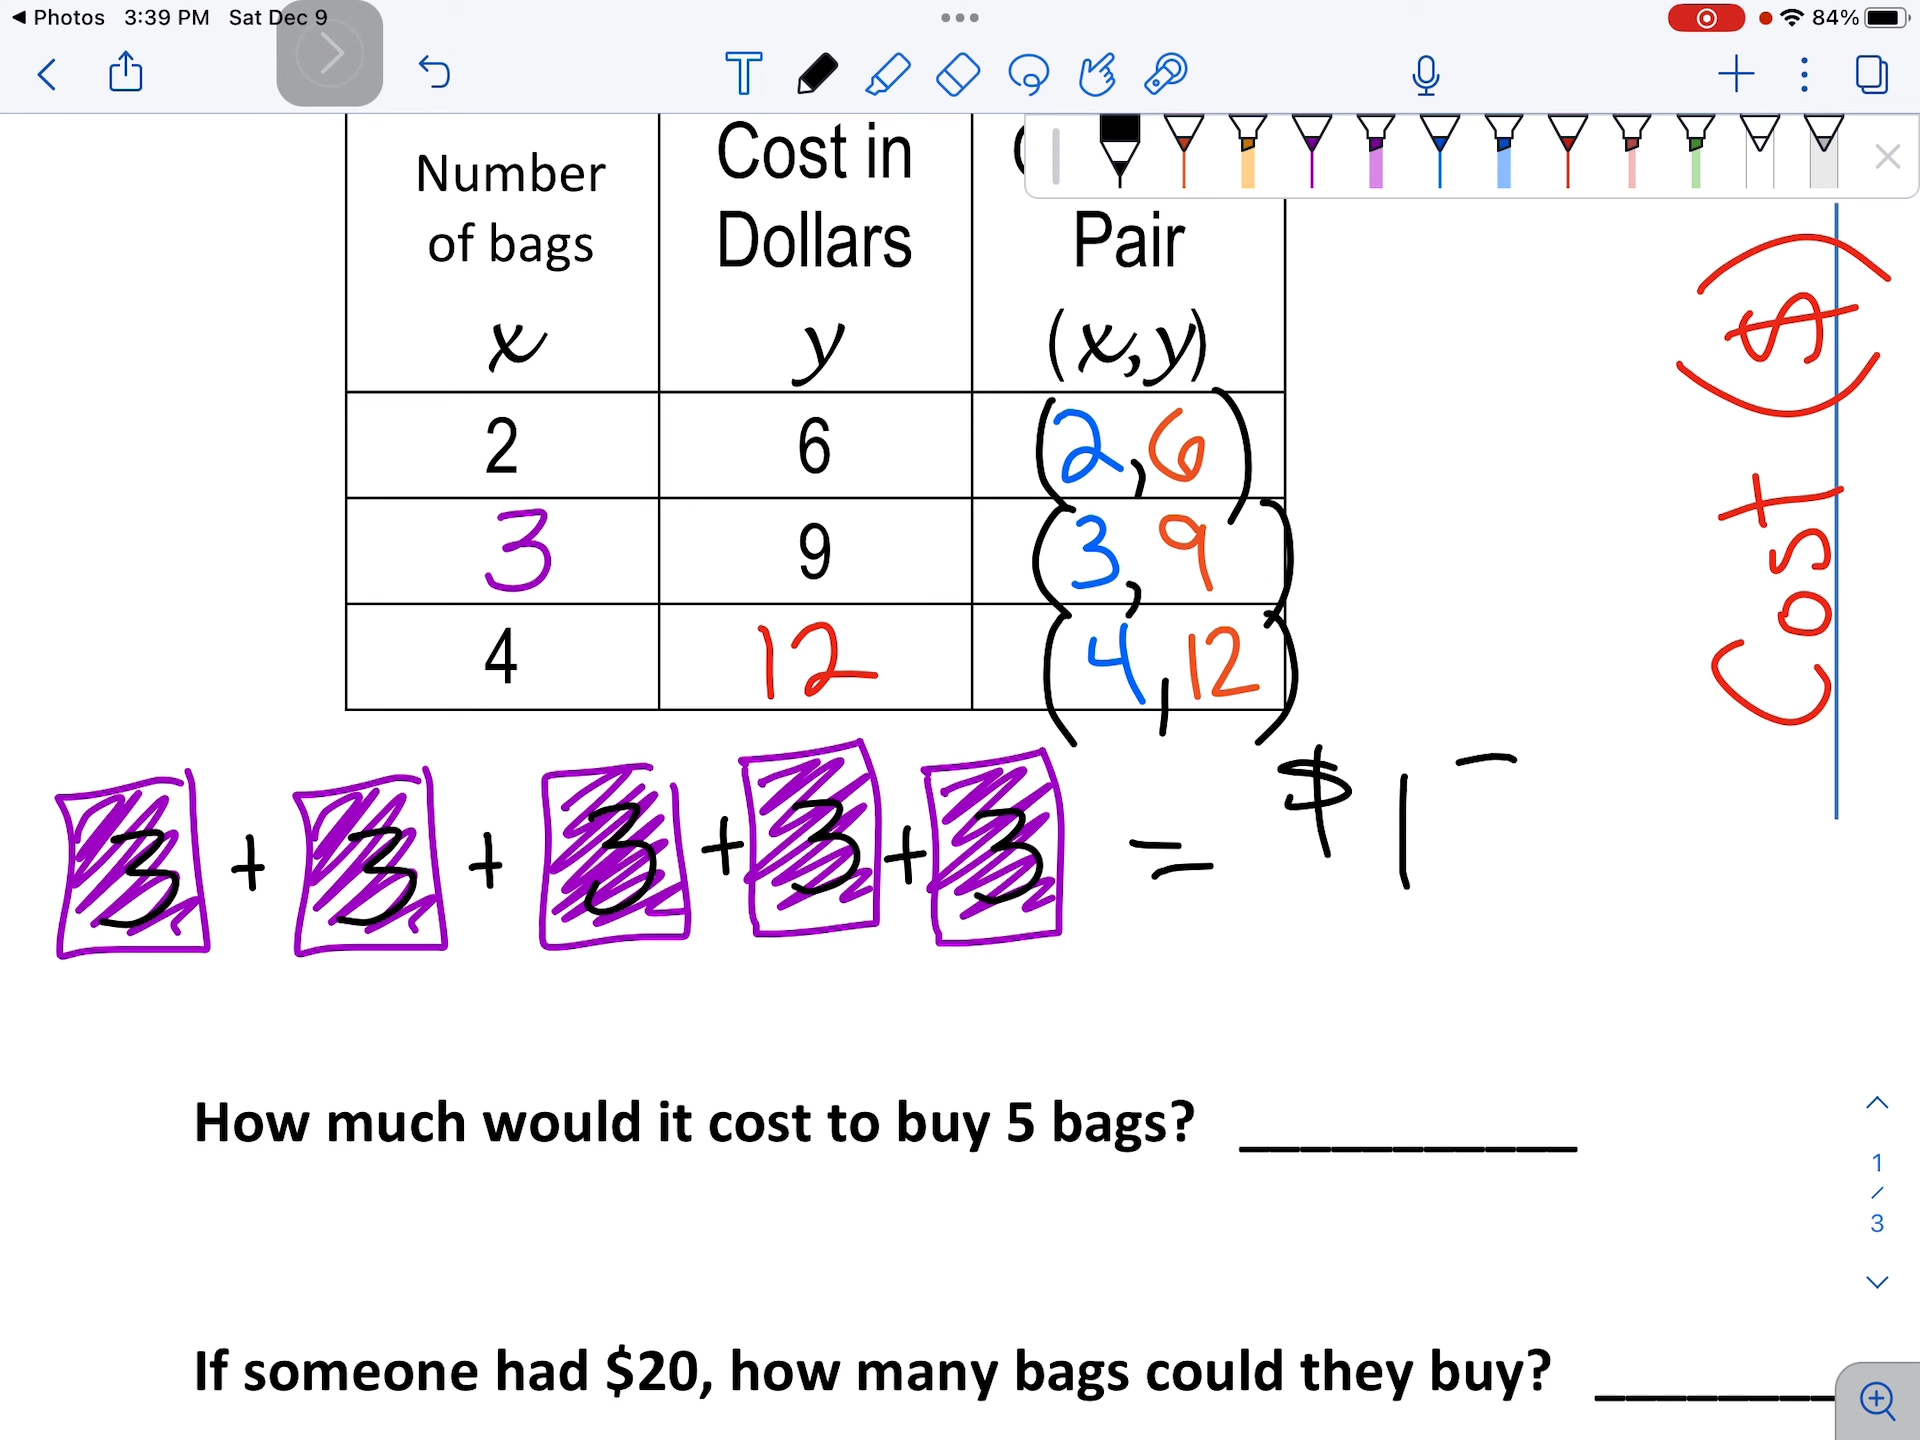 Photos 3:39 PM Sat Dec 9
84%
T
Number of bags
x
Cost in Dollars
y
Pair
(x,y)
2 6 (2,6)
3 9 (3,9)
4 12 (4,12)
Cost ($)
3 + 3 + 3 + 3 + 3 = $1
How much would it cost to buy 5 bags? __________
If someone had $20, how many bags could they buy? ________
1
/
3